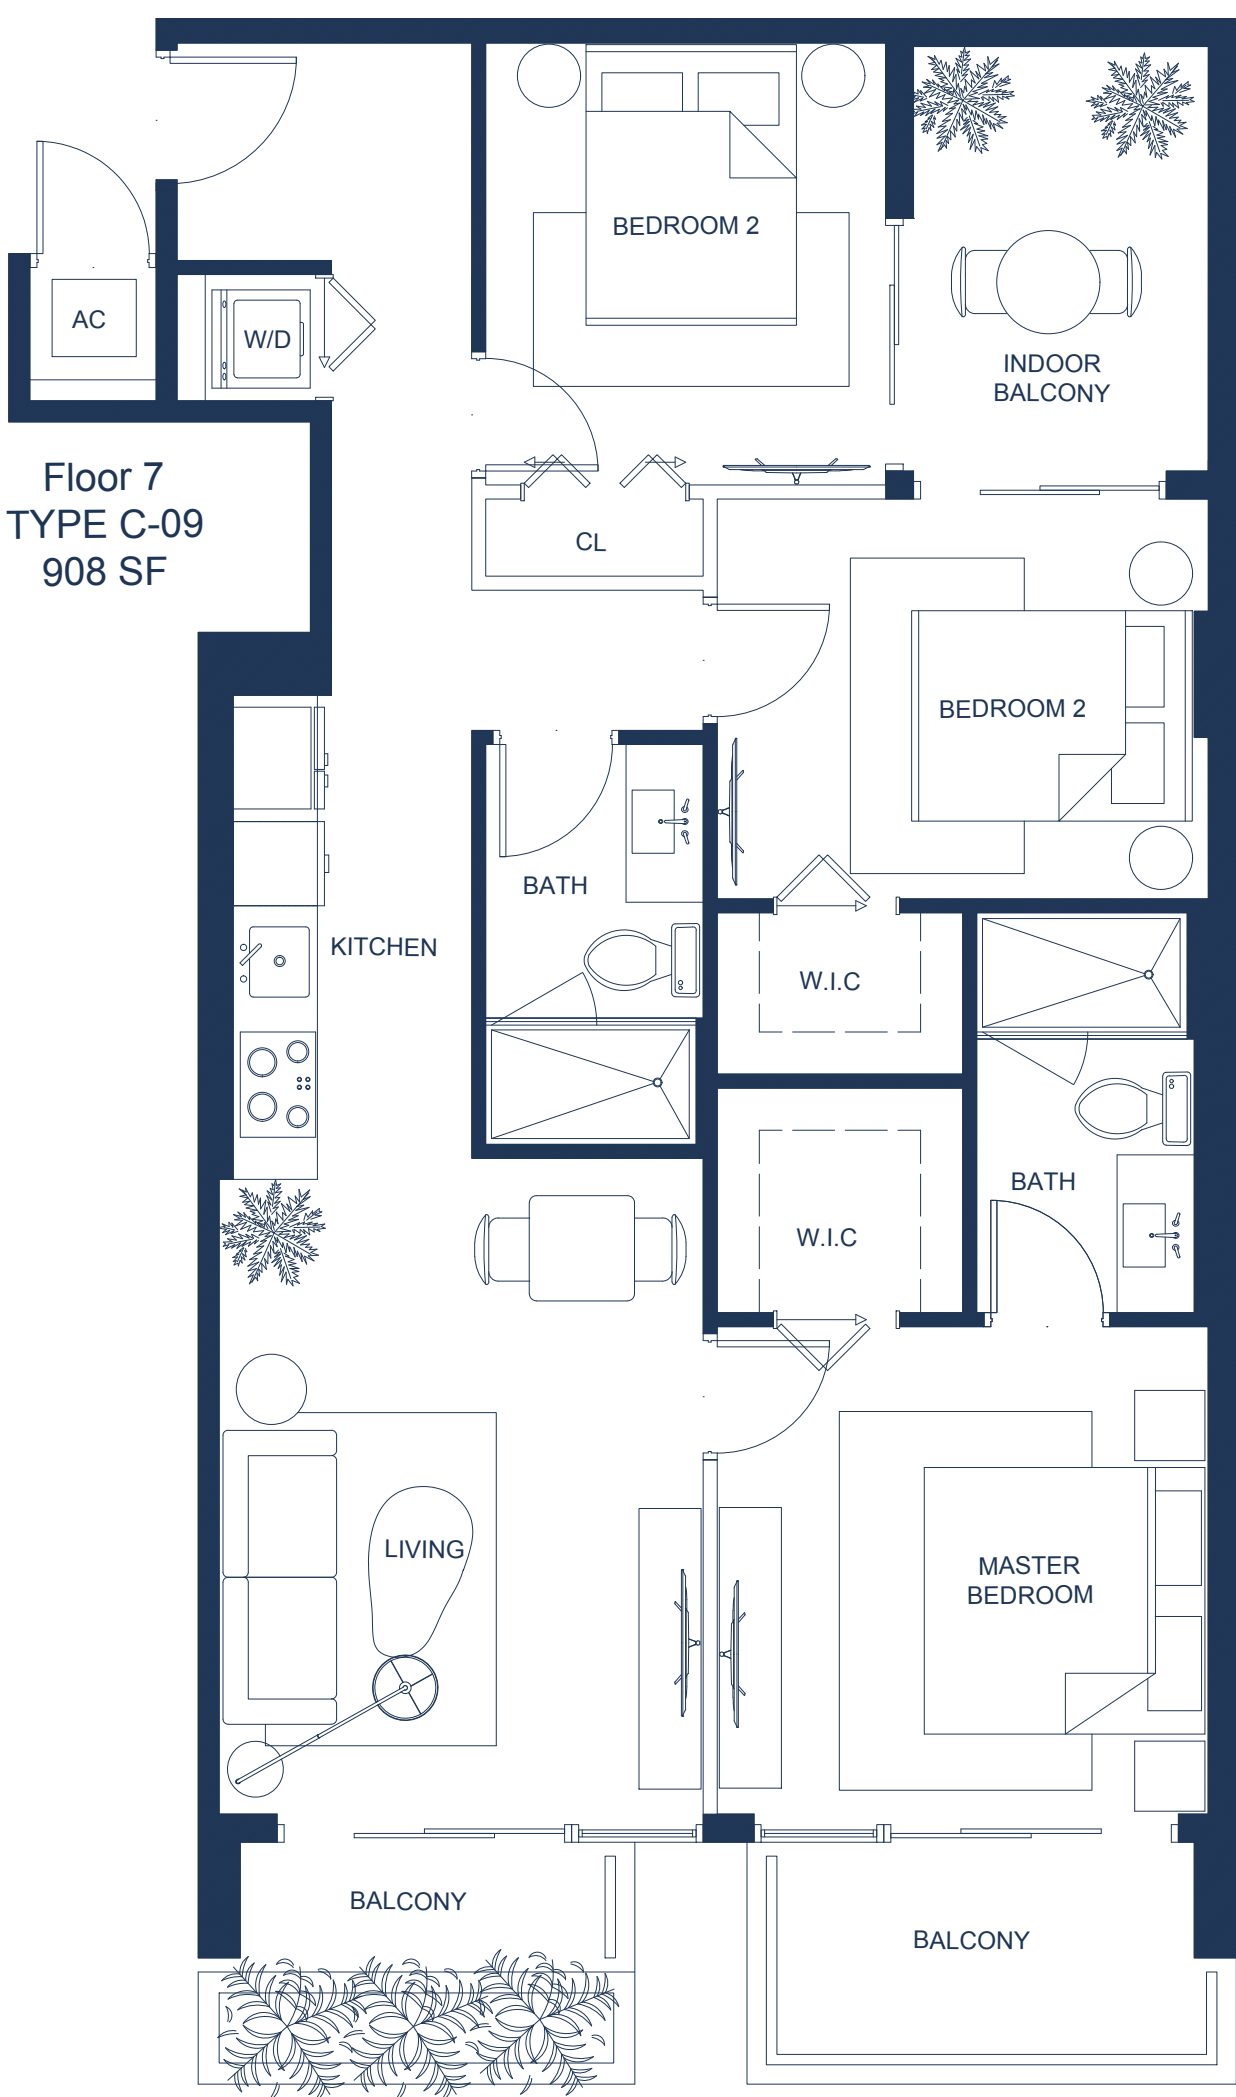 BEDROOM 2
AC
W/D
INDOOR
BALCONY
Floor 7
TYPE C-09
908 SF
CL
BEDROOM 2
BATH
KITCHEN
W.I.C
BATH
W.I.C
LIVING
MASTER
BEDROOM
BALCONY
BALCONY